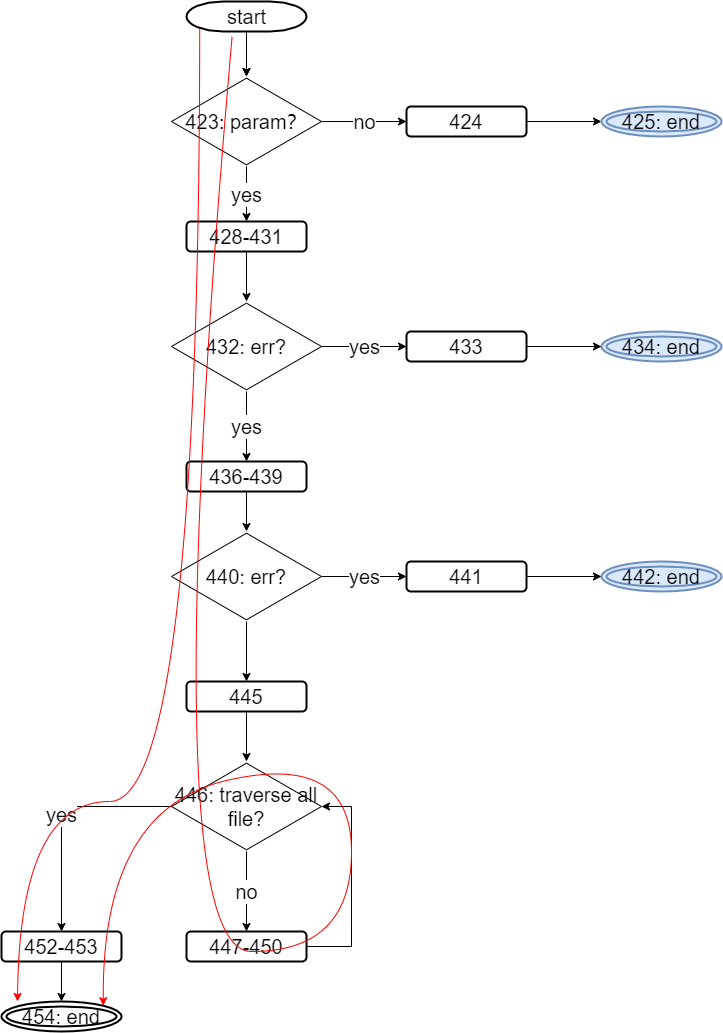 start
423: param?
no
424
425: end
yes
428-431
432: err?
yes
433
434: end
yes
436-439
440: err?
yes
441
442: end
445
446: traverse all
file?
yes
no
452-453
447-450
454: end